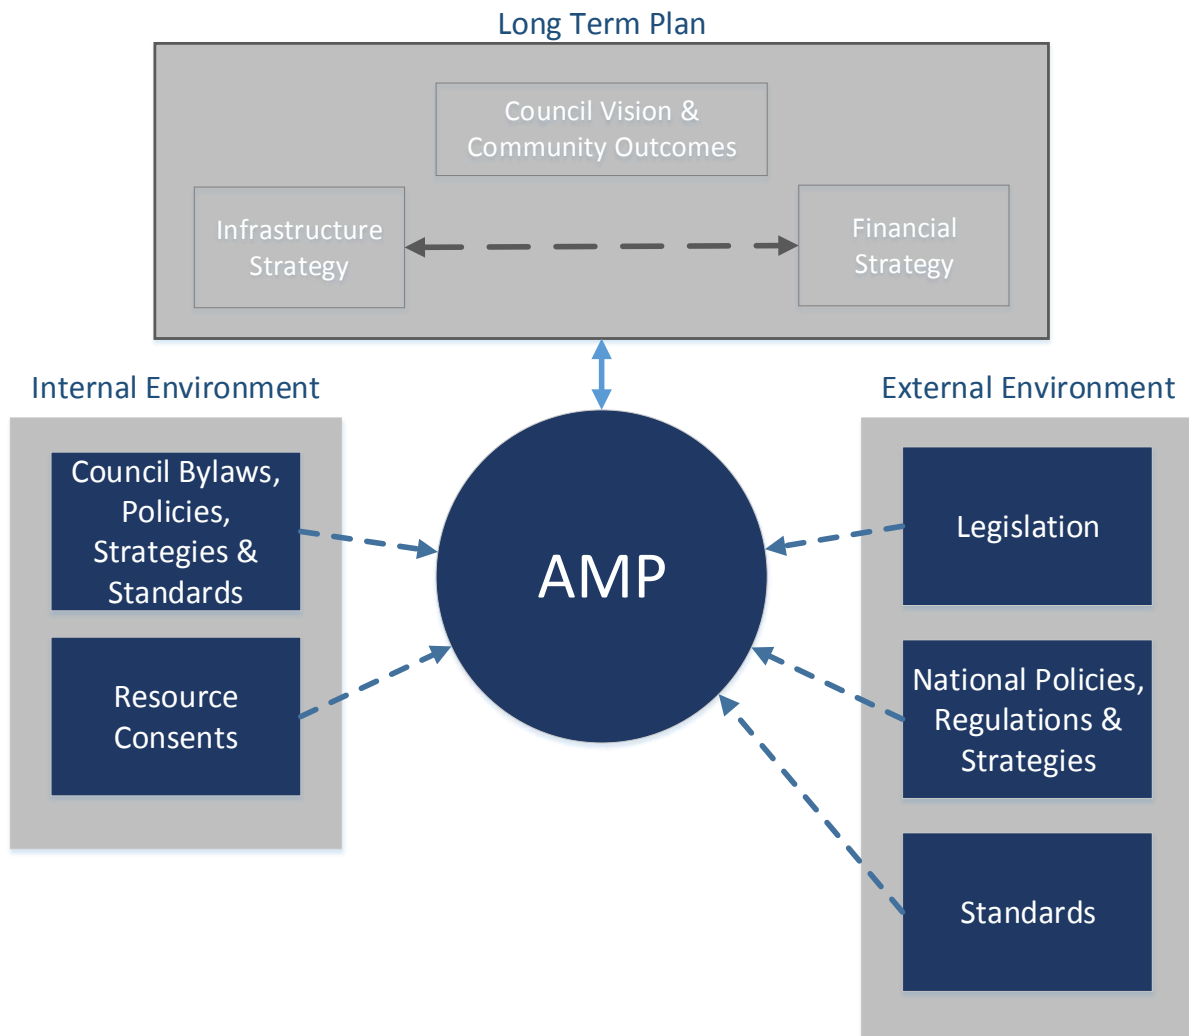 Long Term Plan
Council Vision &
Community Outcomes
Infrastructure
Strategy
Financial
Strategy
Internal Environment
Council Bylaws,
Policies,
Strategies &
Standards
Resource
Consents
AMP
External Environment
Legislation
National Policies,
Regulations &
Strategies
Standards